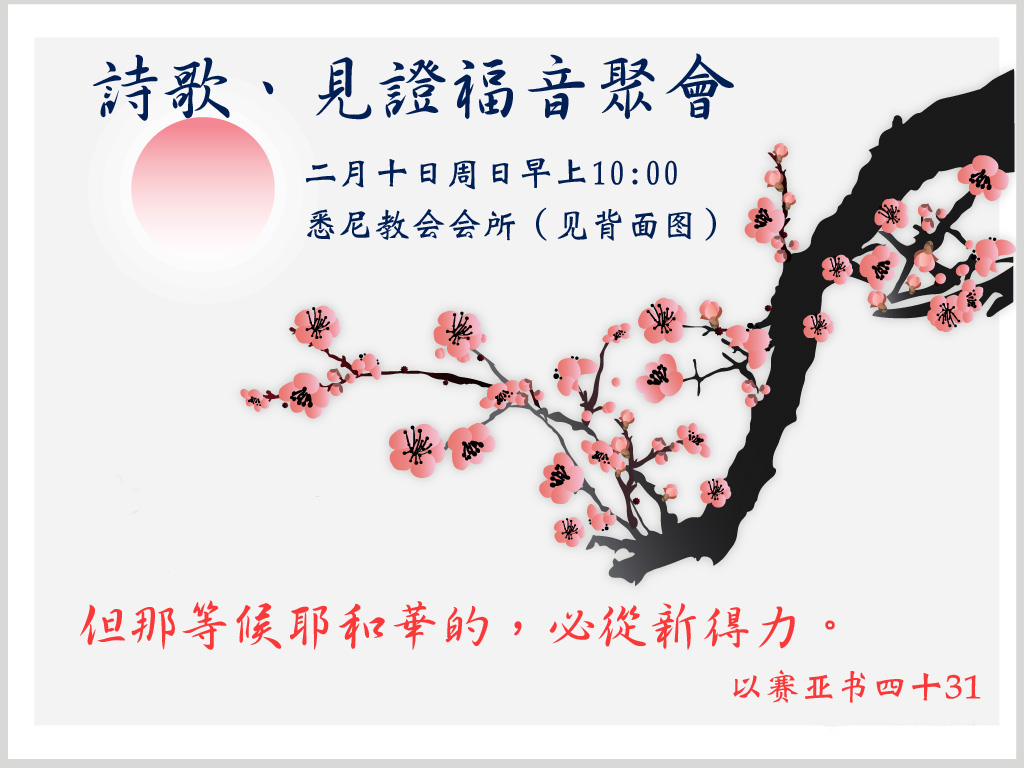 詩歌、見證福音聚會
二月十日周日早上10:00
悉尼教会会所（见背面图）
但那等候耶和華的，必從新得力。
以赛亚书四十31